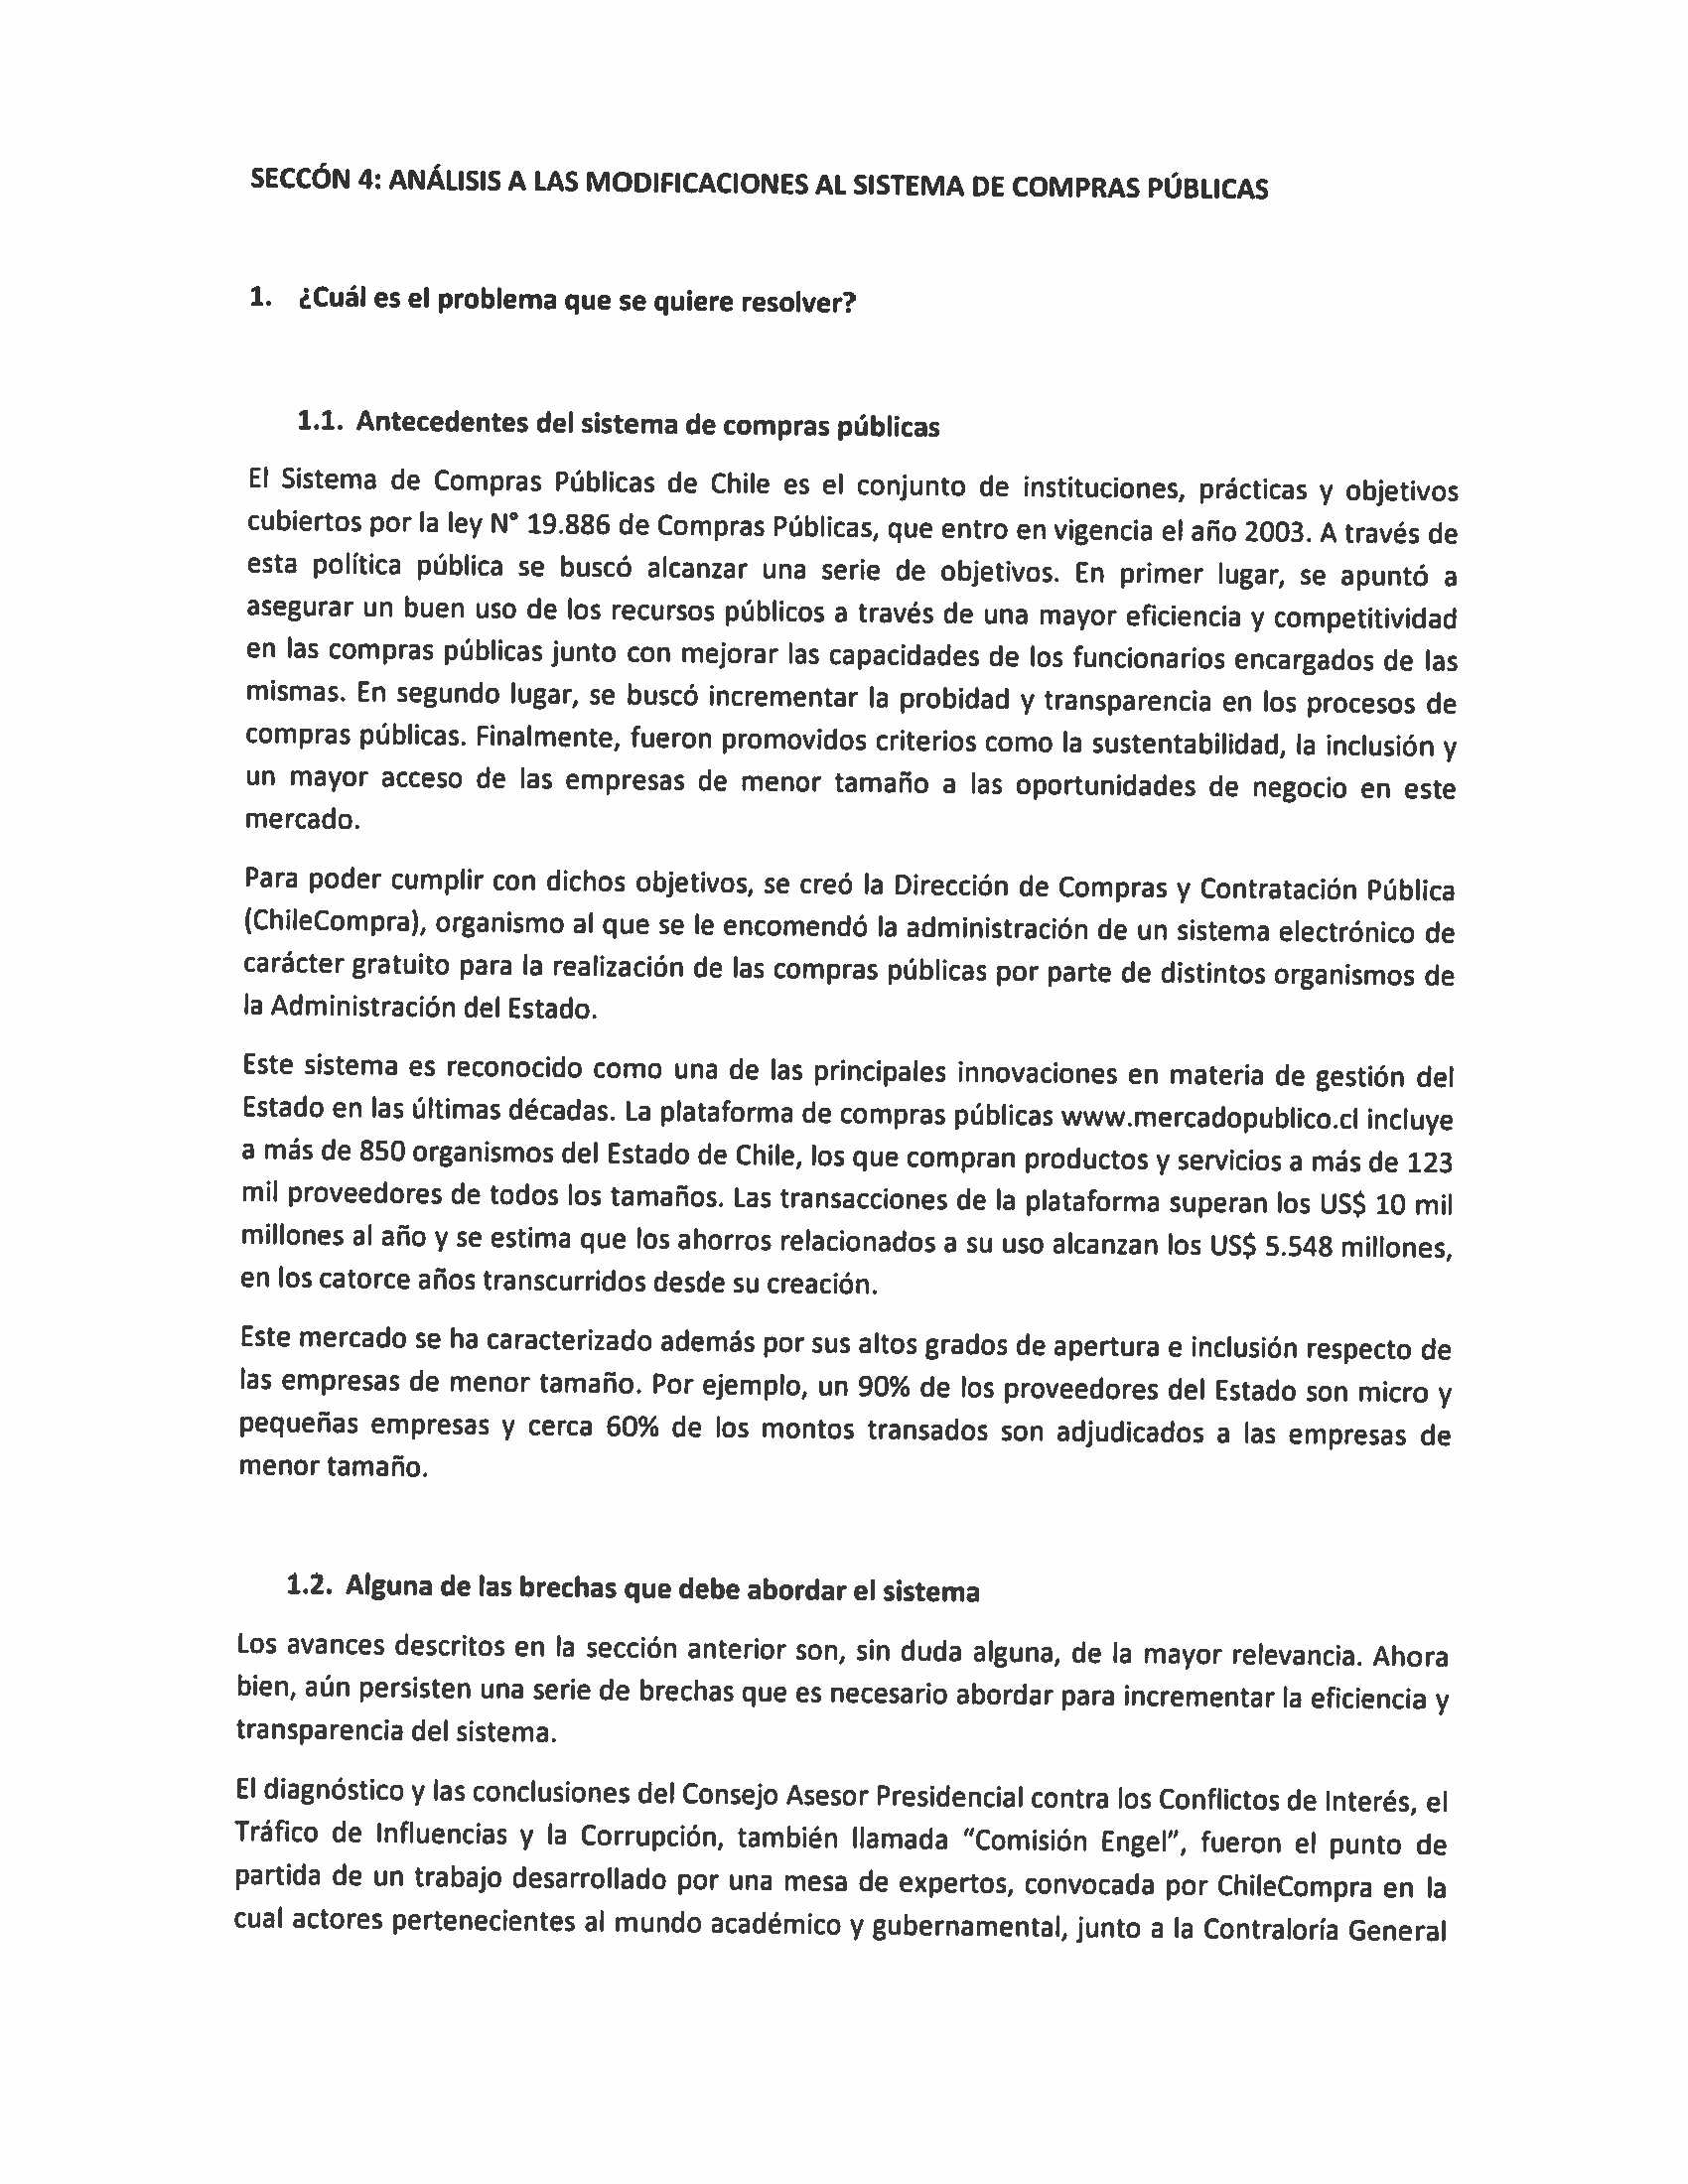 SECCÓN 4: ANÁLISIS A LAS MODIFICACIONES AL SISTEMA DE COMPRAS PÚBLICAS
1. ¿Cuál es el problema que se quiere resolver?
1.1. Antecedentes del sistema de compras públicas
El Sistema de Compras Públicas de Chile es el conjunto de instituciones, prácticas y objetivos
cubiertos por la ley N° 19.886 de Compras Públicas, que entro en vigencia el año 2003. A través de
esta política pública se buscó alcanzar una serie de objetivos. En primer lugar, se apuntó a
asegurar un buen uso de los recursos públicos a través de una mayor eficiencia y competitividad
en las compras públicas junto con mejorar las capacidades de los funcionarios encargados de las
mismas. En segundo lugar, se buscó incrementar la probidad y transparencia en los procesos de
compras públicas. Finalmente, fueron promovidos criterios como la sustentabilidad, la inclusión y
un mayor acceso de las empresas de menor tamaño a las oportunidades de negocio en este
mercado.
Para poder cumplir con dichos objetivos, se creó la Dirección de Compras y Contratación Pública
(ChileCompra), organismo al que se le encomendó la administración de un sistema electrónico de
carácter gratuito para la realización de las compras públicas por parte de distintos organismos de
la Administración del Estado.
Este sistema es reconocido como una de las principales innovaciones en materia de gestión del
Estado en las últimas décadas. La plataforma de compras públicas www.mercadopublico.cl incluye
a más de 850 organismos del Estado de Chile, los que compran productos y servicios a más de 123
mil proveedores de todos los tamaños. Las transacciones de la plataforma superan los US$ 10 mil
millones al año y se estima que los ahorros relacionados a su uso alcanzan los US$ 5.548 millones,
en los catorce años transcurridos desde su creación.
Este mercado se ha caracterizado además por sus altos grados de apertura e inclusión respecto de
las empresas de menor tamaño. Por ejemplo, un 90% de los proveedores del Estado son micro y
pequeñas empresas y cerca 60% de los montos transados son adjudicados a las empresas de
menor tamaño.
1.2. Alguna de las brechas que debe abordar el sistema
Los avances descritos en la sección anterior son, sin duda alguna, de la mayor relevancia. Ahora
bien, aún persisten una serie de brechas que es necesario abordar para incrementar la eficiencia y
transparencia del sistema.
El diagnóstico y las conclusiones del Consejo Asesor Presidencial contra los Conflictos de Interés, el
Tráfico de Influencias y la Corrupción, también llamada “Comisión Engel”, fueron el punto de
partida de un trabajo desarrollado por una mesa de expertos, convocada por ChileCompra en la
cual actores pertenecientes al mundo académico y gubernamental, junto a la Contraloría General